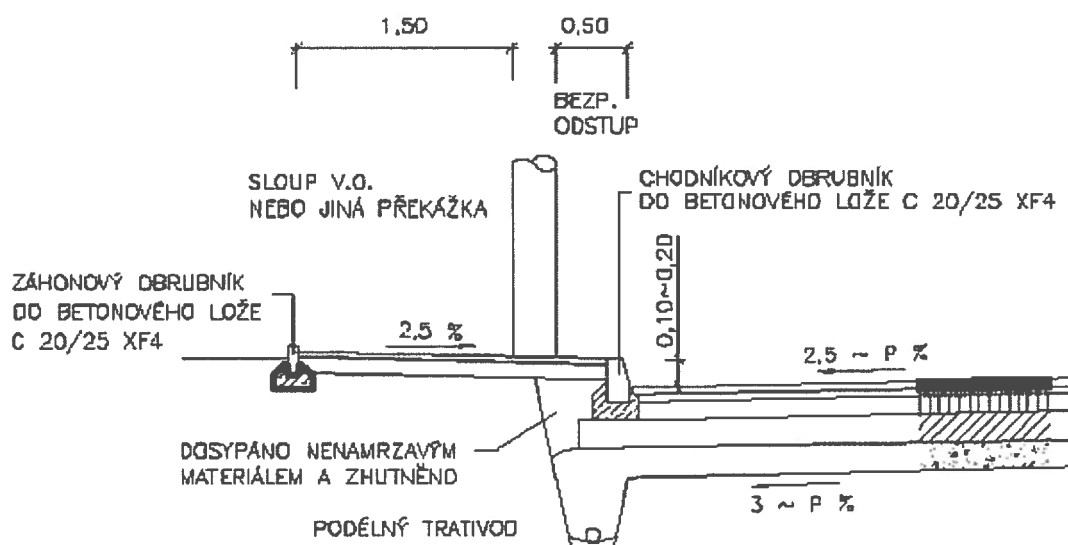 1,50
0,50
BEZP.
ODSTUP
SLOUP V.O.
NEBO JINÁ PŘEKÁŽKA
CHODNÍKOVÝ OBRUBNÍK
DO BETONOVÉHO LOŽE C 20/25 XF4
ZÁHONOVÝ OBRUBNÍK
DO BETONOVÉHO LOŽE
C 20/25 XF4
0,10~0,20
2,5 %
2,5 ~ P %
DOSYPÁNO NENAMRZAVÝM
MATERIÁLEM A ZHUTNĚNO
3 ~ P %
PODÉLNÝ TRATIVOD